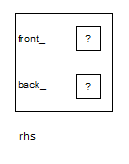 front_ ?
back_ ?
rhs